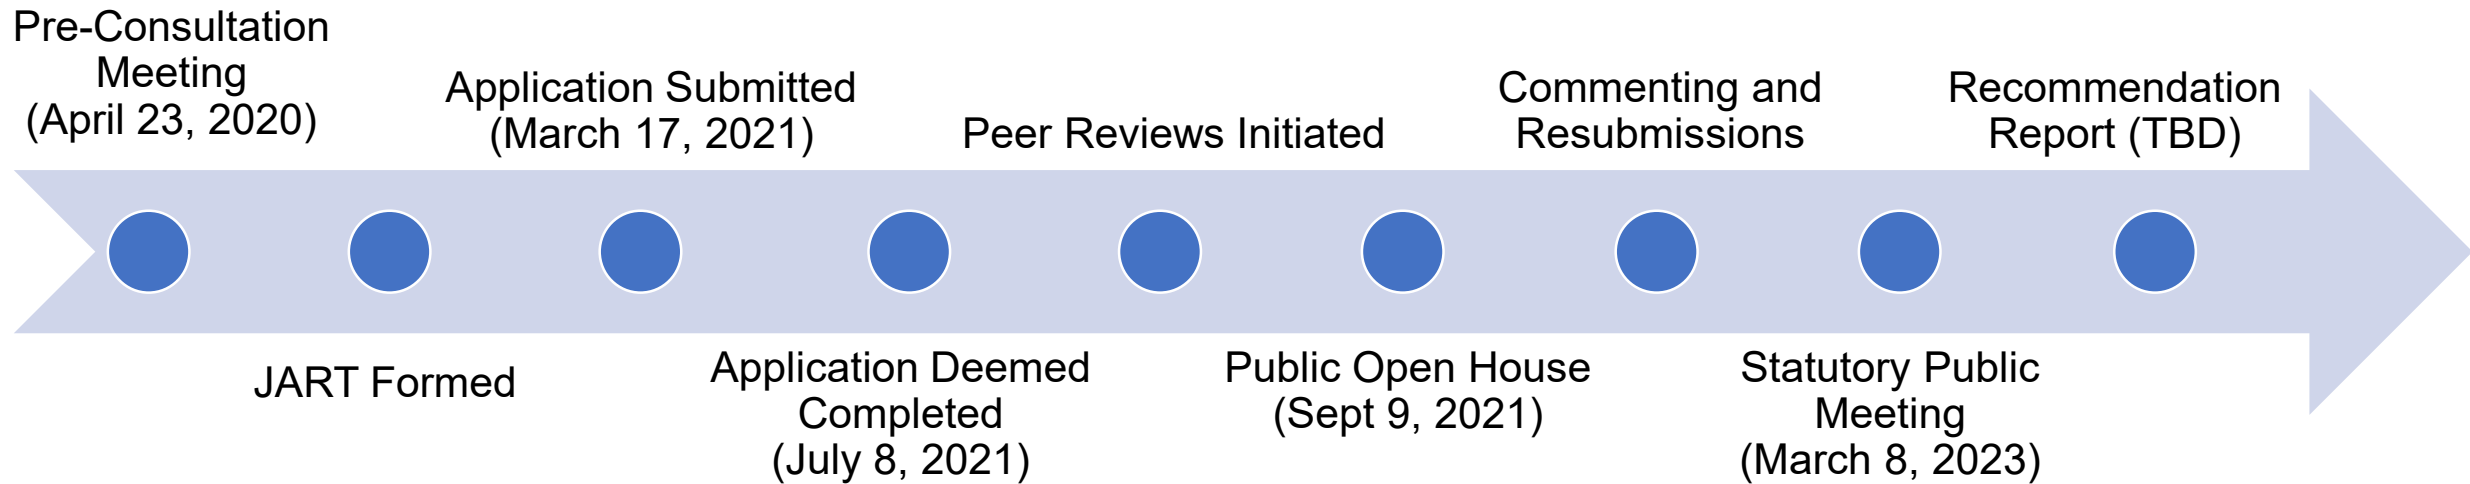 Pre-Consultation
Meeting
(April 23, 2020)
JART Formed
Application Submitted
(March 17, 2021)
Application Deemed
Completed
(July 8, 2021)
Peer Reviews Initiated
Public Open House
(Sept 9, 2021)
Commenting and
Resubmissions
Statutory Public
Meeting
(March 8, 2023)
Recommendation
Report (TBD)